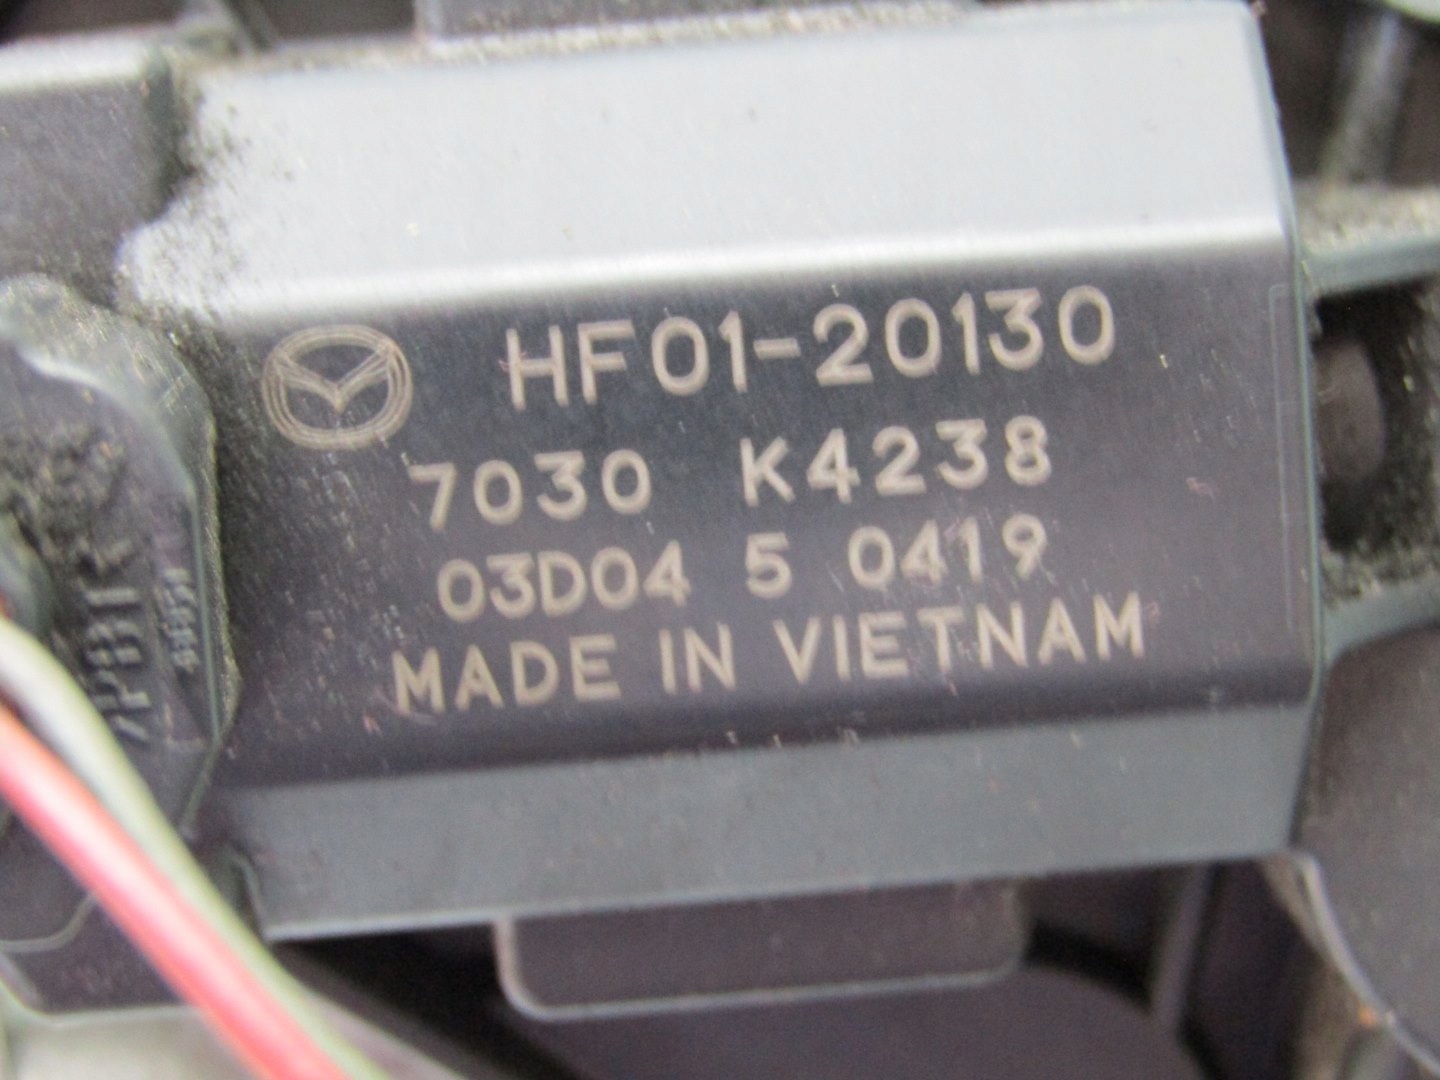 HF01-20130
7030 K4238
03D04 5 0419
MADE IN VIETNAM